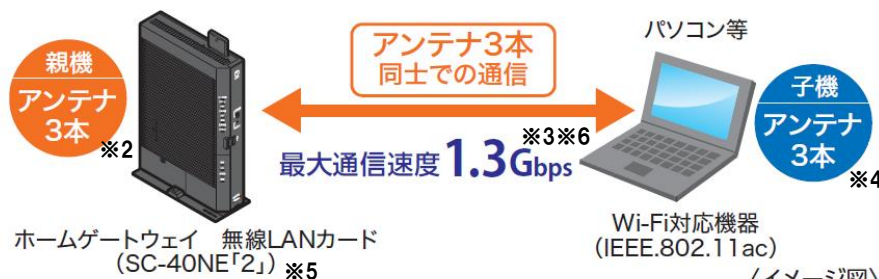 親機
アンテナ
3本
※2
アンテナ3本
同士での通信
※3※6
最大通信速度1.3Gbps
パソコン等
子機
アンテナ
3本
※4
ホームゲートウェイ 無線LANカード
(SC-40NE「2」) ※5
Wi-Fi対応機器
(IEEE.802.11ac)
〈イメージ図〉